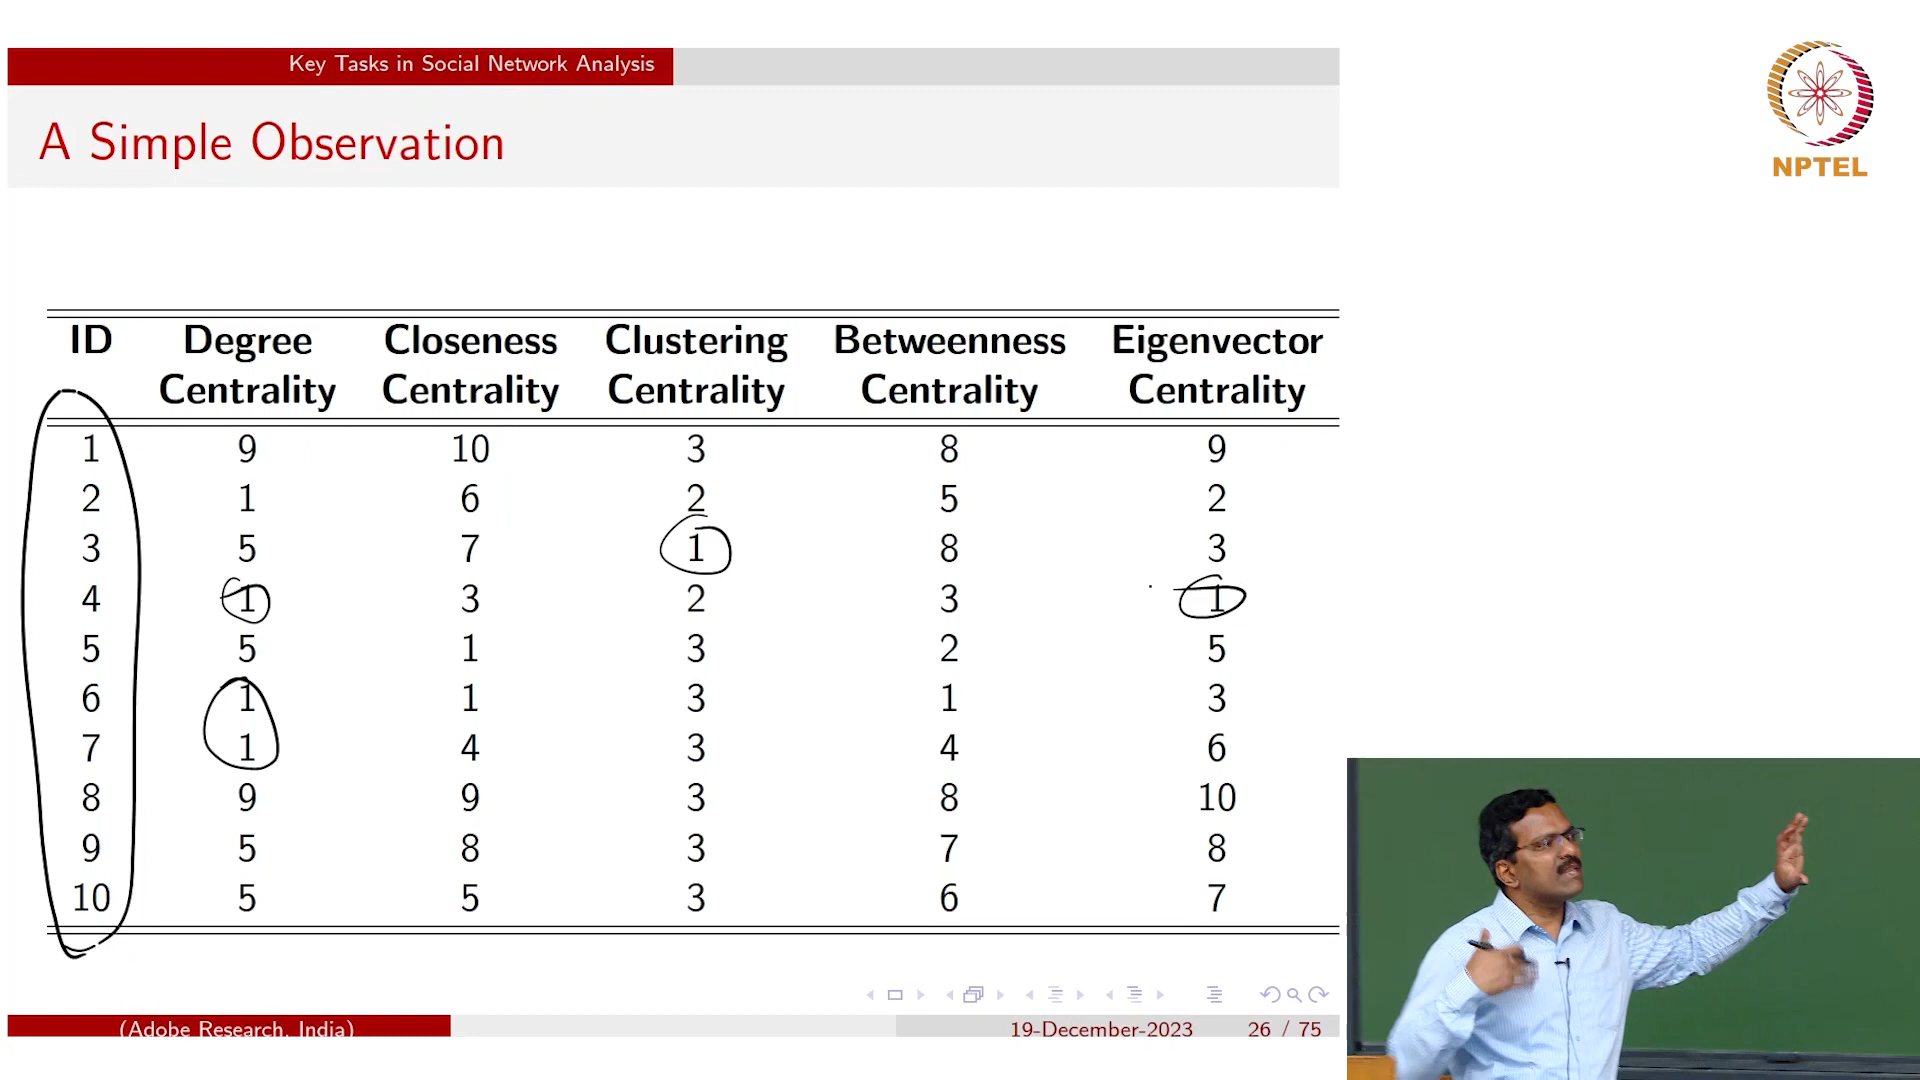 Key Tasks in Social Network Analysis
A Simple Observation
NPTEL
ID Degree Centrality Closeness Centrality Clustering Centrality Betweenness Centrality Eigenvector Centrality
1 9 10 3 8 9
2 1 6 2 5 2
3 5 7 1 8 3
4 1 3 2 3 1
5 5 1 3 2 5
6 1 1 3 1 3
7 1 4 3 4 6
8 9 9 3 8 10
9 5 8 3 7 8
10 5 5 3 6 7
(Adobe Research, India) 19-December-2023 26 / 75